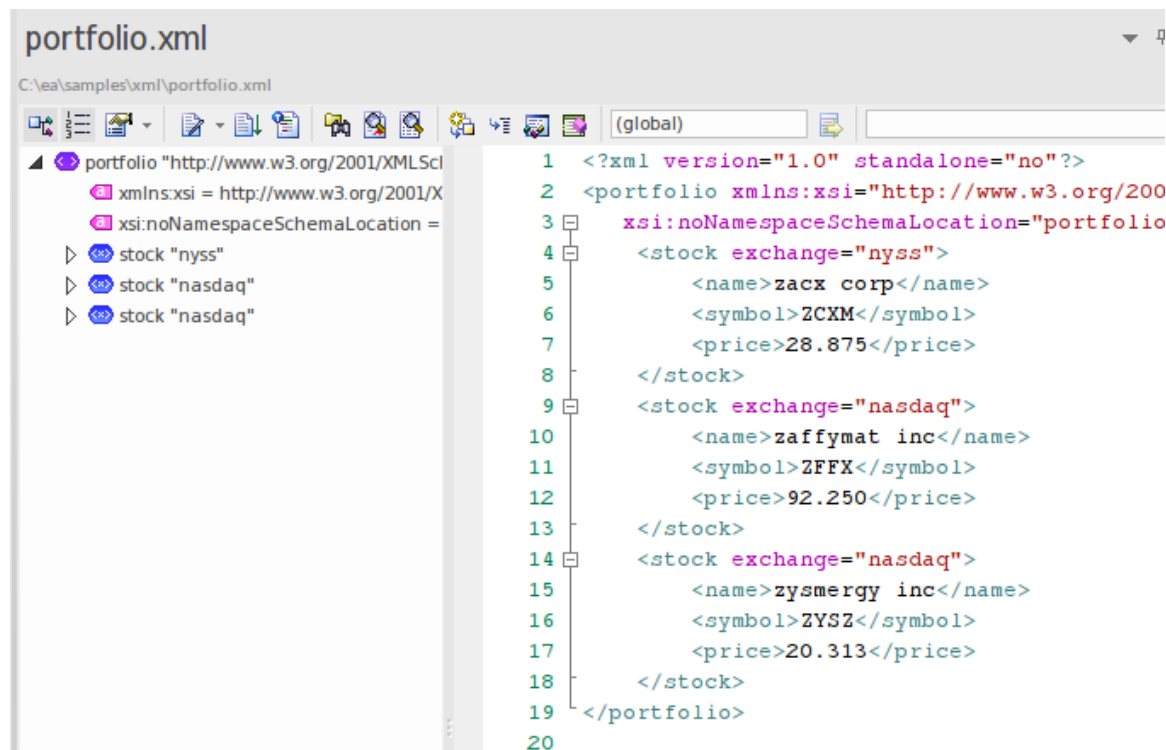 portfolio.xml
C:\ea\samples\xml\portfolio.xml
(global)
portfolio "http://www.w3.org/2001/XMLScl
xmlns:xsi = http://www.w3.org/2001/X
xsi:noNamespaceSchemaLocation =
stock "nyss"
stock "nasdaq"
stock "nasdaq"
1 <?xml version="1.0" standalone="no"?>
2 <portfolio xmlns:xsi="http://www.w3.org/200
3 xsi:noNamespaceSchemaLocation="portfolio
4 <stock exchange="nyss">
5 <name>zacx corp</name>
6 <symbol>ZCXM</symbol>
7 <price>28.875</price>
8 </stock>
9 <stock exchange="nasdaq">
10 <name>zaffymat inc</name>
11 <symbol>ZFFX</symbol>
12 <price>92.250</price>
13 </stock>
14 <stock exchange="nasdaq">
15 <name>zysmergy inc</name>
16 <symbol>ZYSZ</symbol>
17 <price>20.313</price>
18 </stock>
19 </portfolio>
20